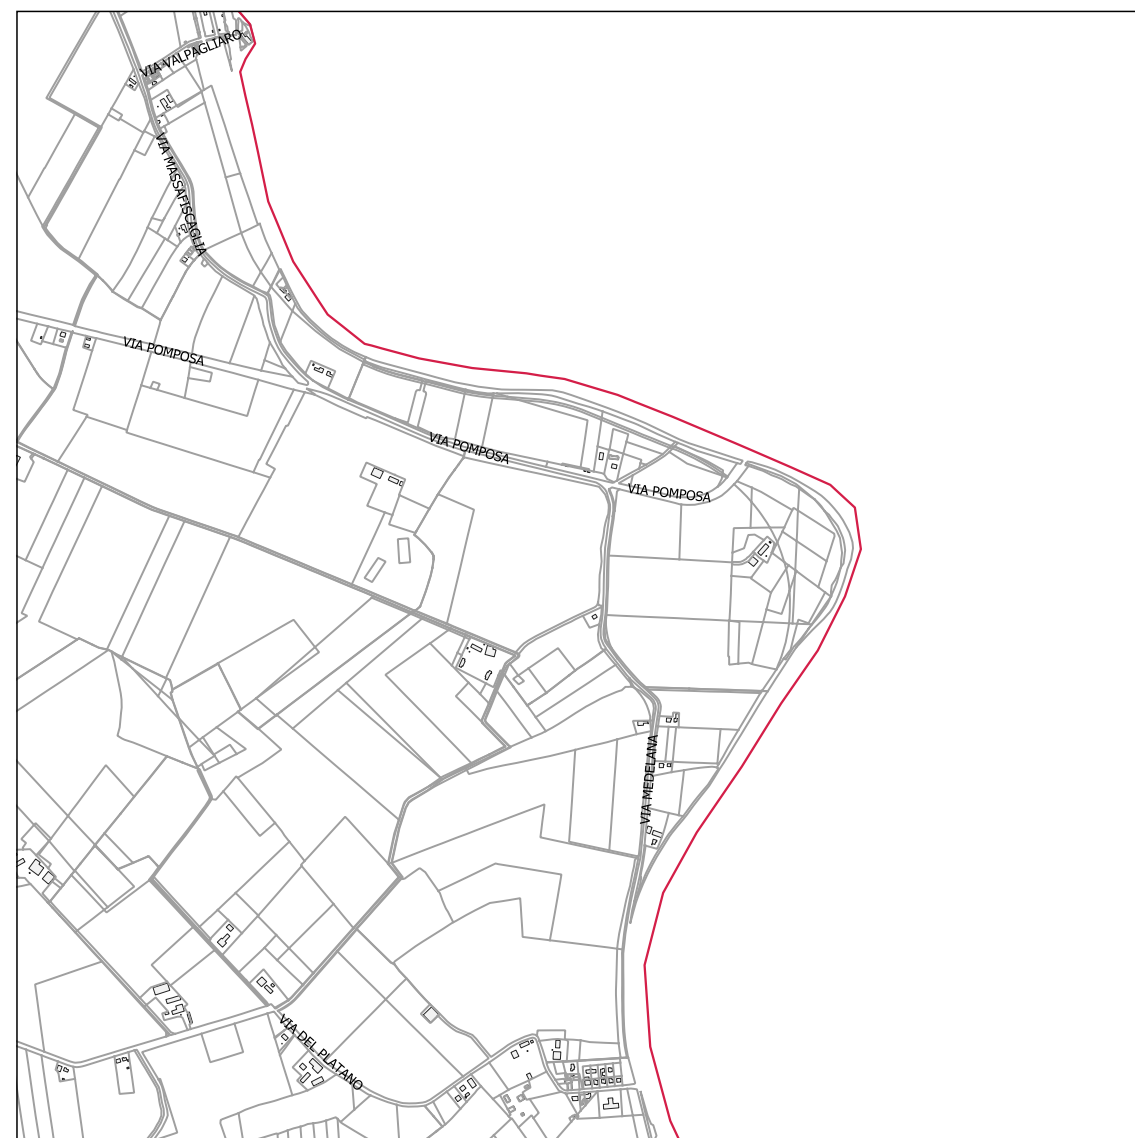 VIA VALPAGLIARO
VIA MASSAFISCAGLIA
VIA POMPOSA
VIA POMPOSA
VIA POMPOSA
VIA MEDELANA
VIA DEL PLATANO